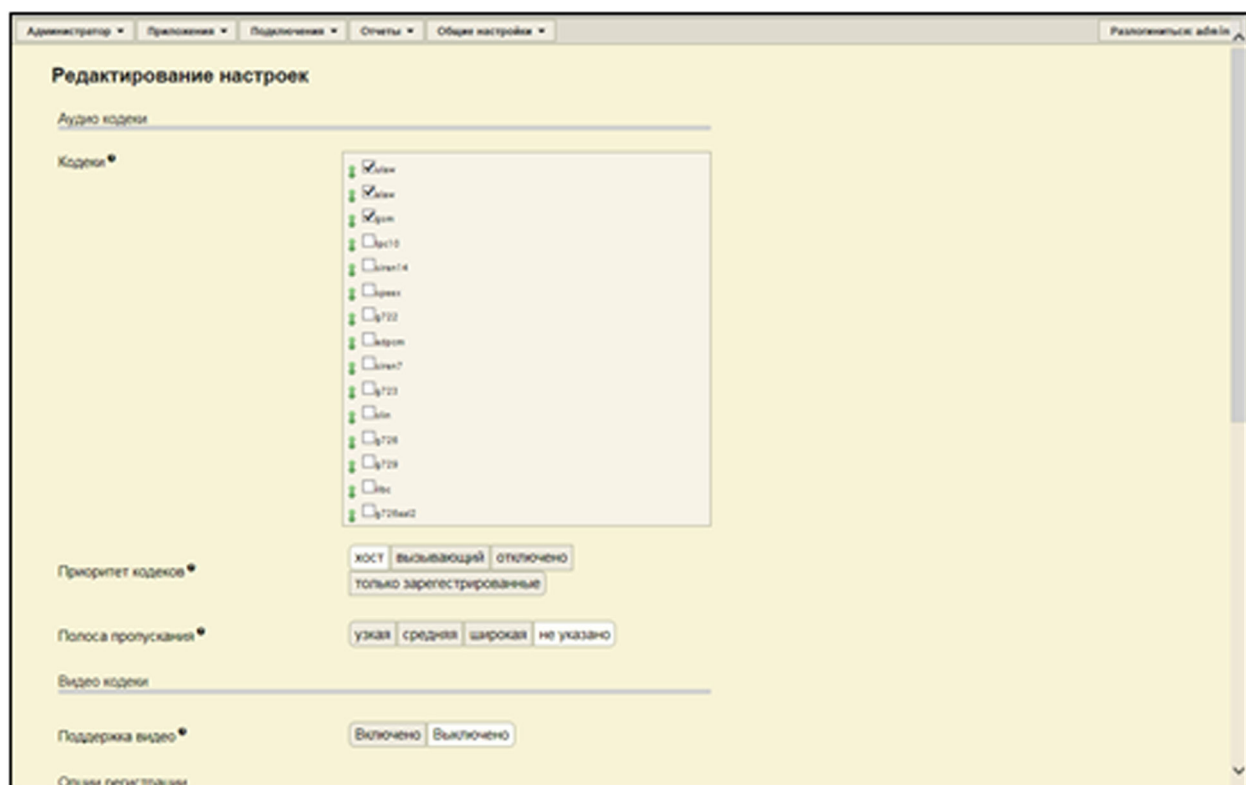 Администратор Приложения Подключения Отчеты Общие настройки Разлогиниться: admin
Редактирование настроек
Аудио кодеки
Кодеки
ulaw
alaw
gsm
lpc10
siren14
speex
g722
adpcm
siren7
g723
slin
g726
g729
ilbc
g726aal2
Приоритет кодеков
хост вызывающий отключено
только зарегестрированные
Полоса пропускания
узкая средняя широкая не указано
Видео кодеки
Поддержка видео
Включено Выключено
Опции регистрации